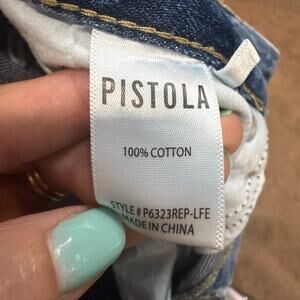 PISTOLA
100% COTTON
STYLE # P6323REP-LFE
MADE IN CHINA